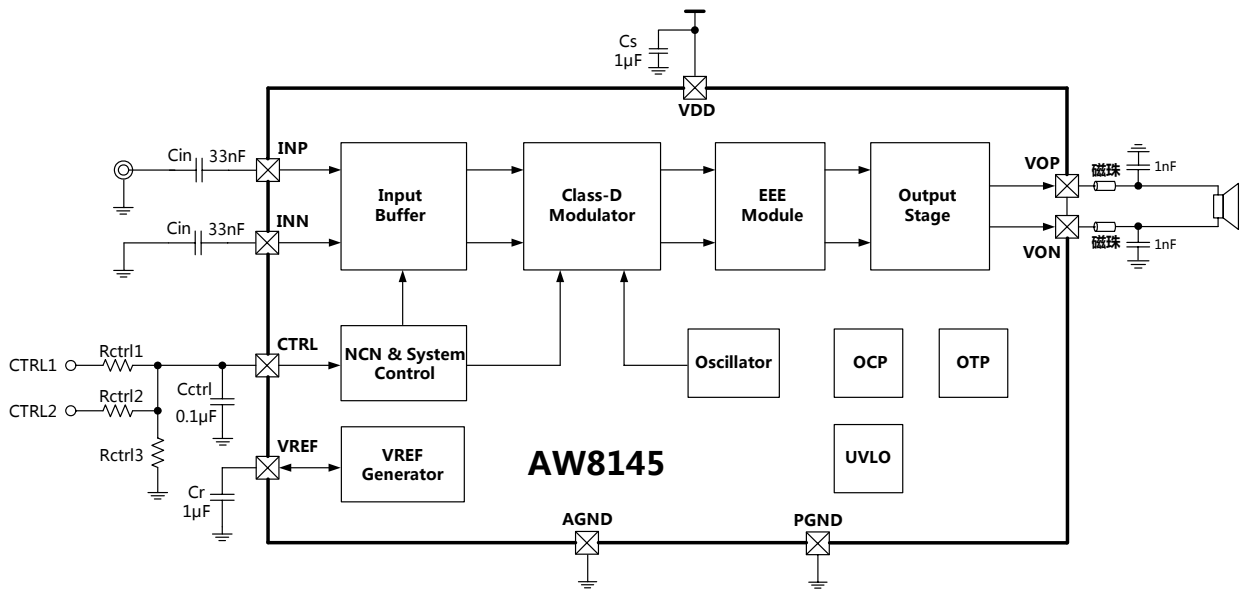 Cs
1μF
VDD
Cin 33nF
INP
Input
Buffer
Class-D
Modulator
EEE
Module
Output
Stage
VOP
磁珠
1nF
Cin 33nF
INN
VON
磁珠
1nF
CTRL1
Rctrl1
CTRL
NCN & System
Control
Oscillator
OCP
OTP
CTRL2
Rctrl2
Cctrl
0.1μF
Rctrl3
VREF
VREF
Generator
AW8145
UVLO
Cr
1μF
AGND
PGND